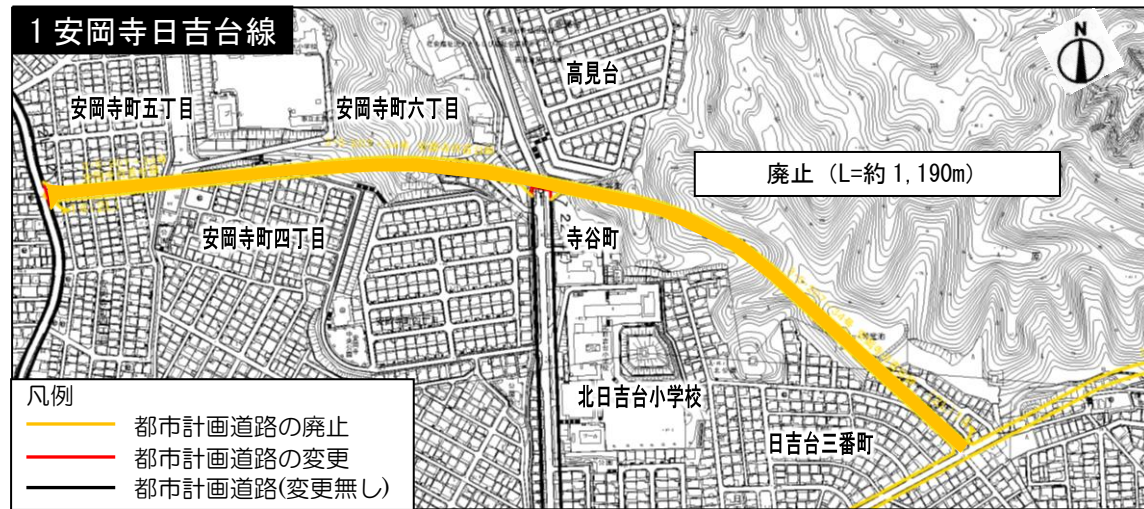 1 安岡寺日吉台線
高見台
N
安岡寺町五丁目
安岡寺町六丁目
廃止 (L=約 1,190m)
安岡寺町四丁目
寺谷町
北日吉台小学校
プール
日吉台三番町
凡例
都市計画道路の廃止
都市計画道路の変更
都市計画道路(変更無し)